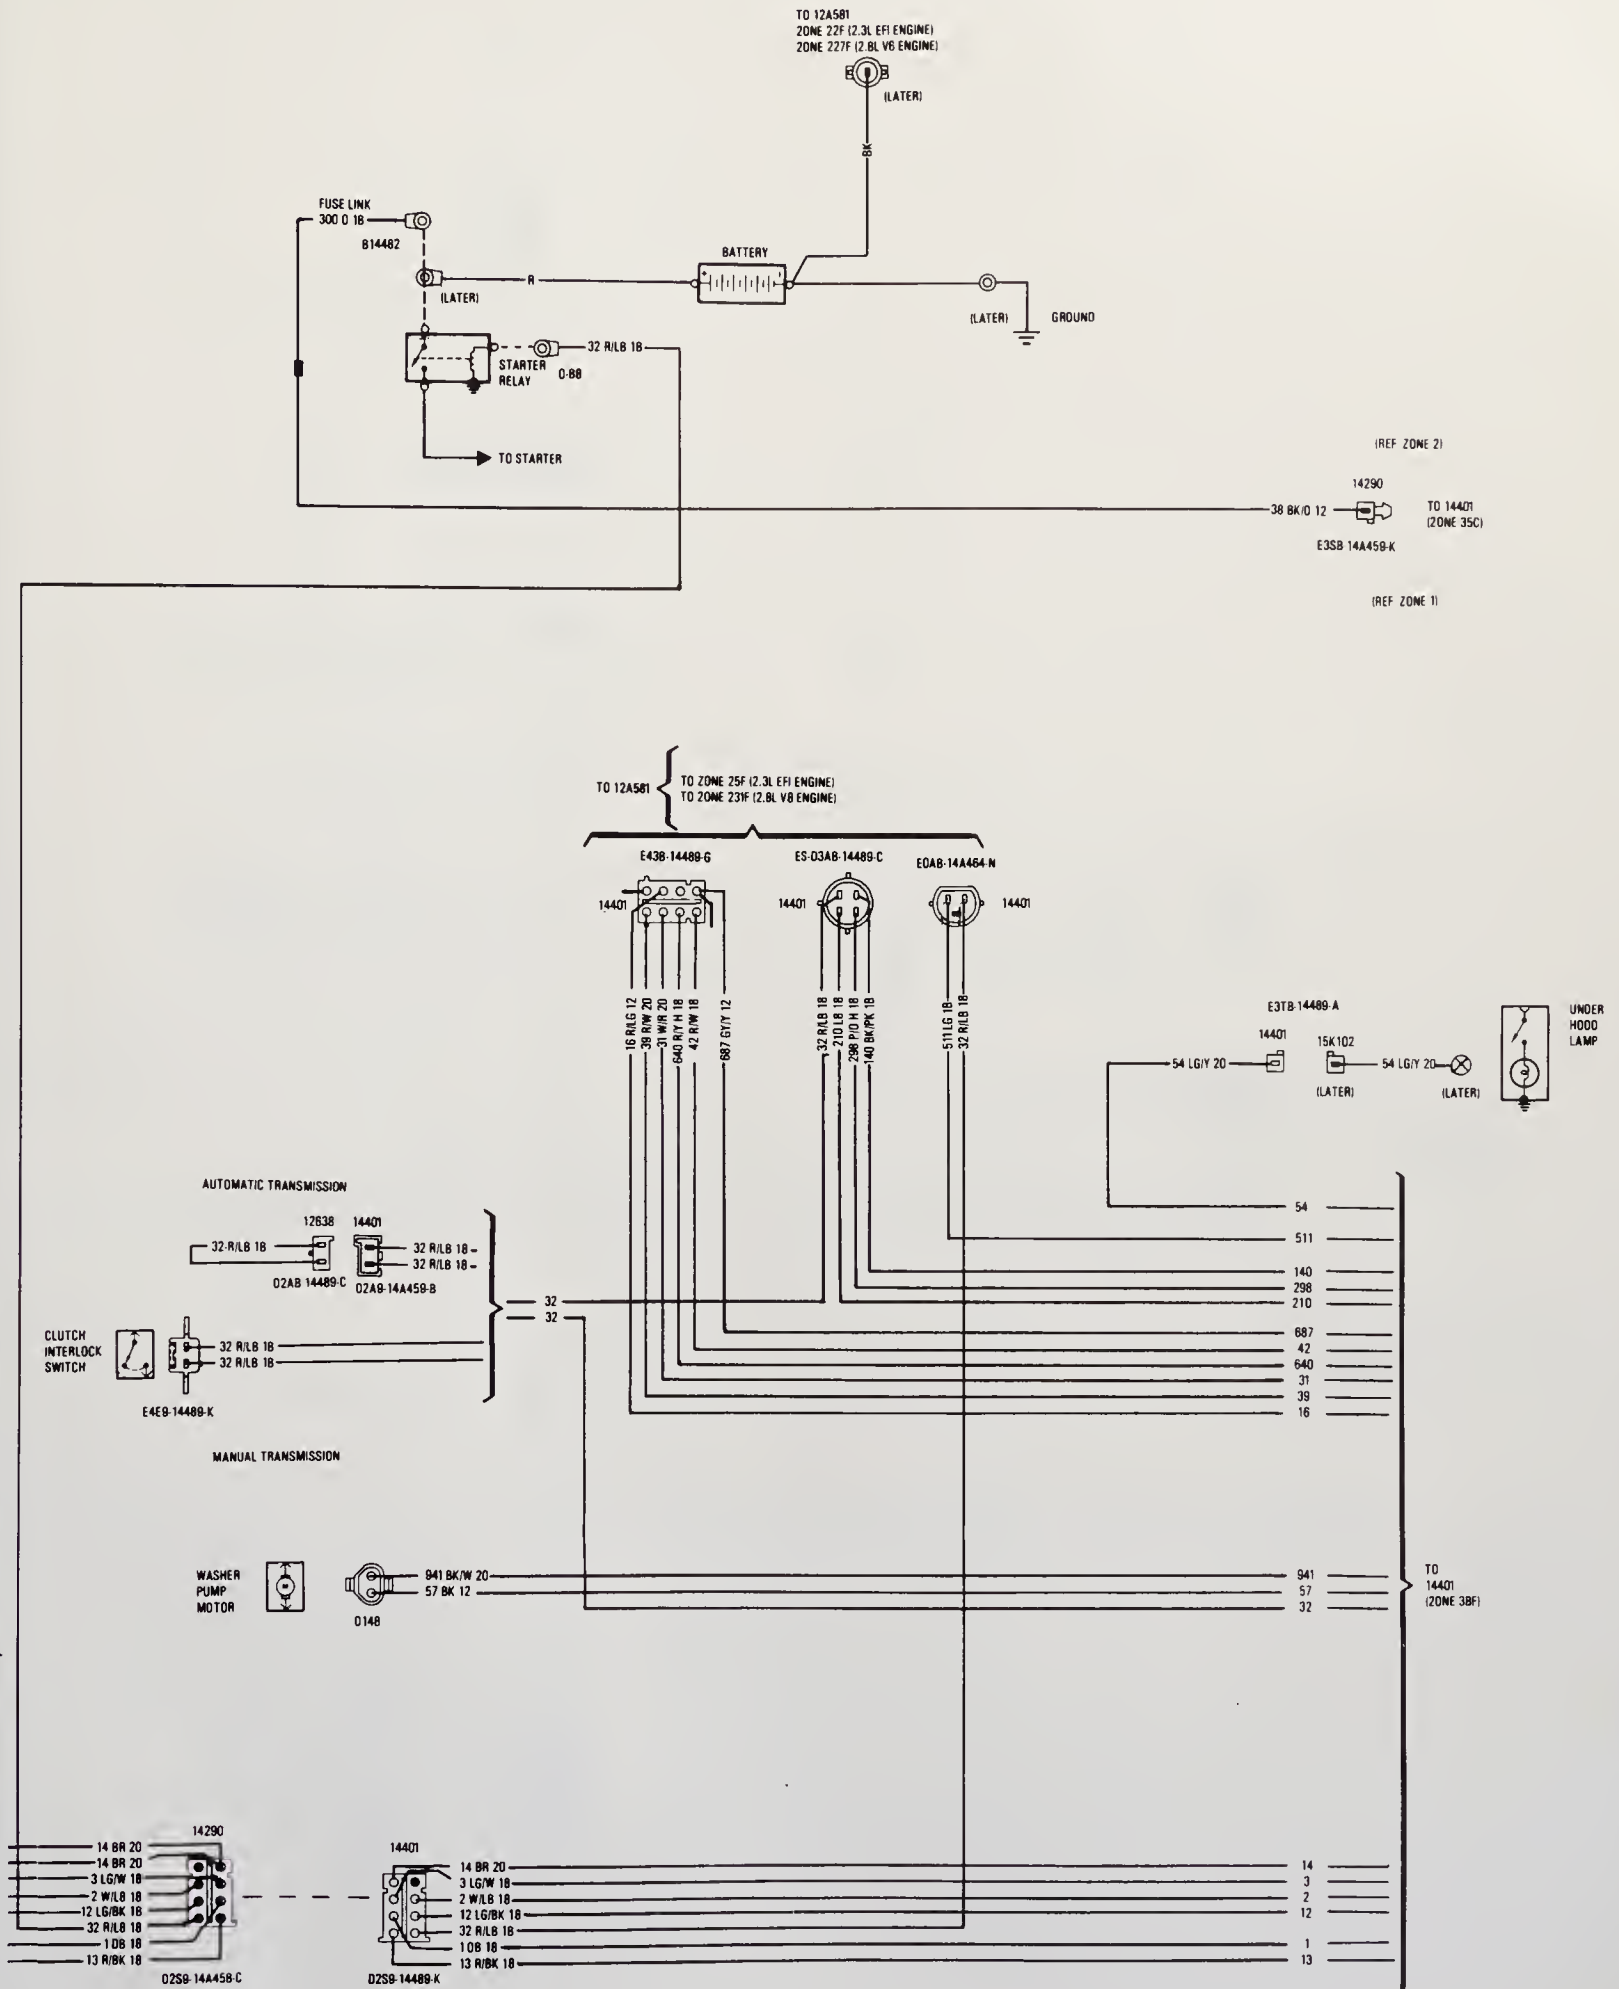 TO 12A581
ZONE 22F (2.3L EFI ENGINE)
ZONE 227F (2.8L V6 ENGINE)
(LATER)
BK
FUSE LINK
300 O 18
B14482
BATTERY
R
(LATER)
(LATER)
GROUND
32 R/LB 18
STARTER
RELAY
0-88
TO STARTER
(REF ZONE 2)
14290
38 BK/O 12
TO 14401
(ZONE 35C)
E3SB 14A459-K
(REF ZONE 1)
TO 12A581
TO ZONE 25F (2.3L EFI ENGINE)
TO ZONE 231F (2.8L V8 ENGINE)
E43B-14489-G
ES-D3AB-14489-C
E0AB-14A464-N
14401
14401
14401
16 R/LG 12
39 R/W 20
31 W/R 20
640 R/Y H 18
42 R/W 18
687 GY/Y 12
32 R/LB 18
210 LB 18
298 P/O H 18
140 BK/PK 18
511 LG 18
32 R/LB 18
E3TB-14489-A
14401
15K102
54 LG/Y 20
54 LG/Y 20
(LATER)
(LATER)
UNDER
HOOD
LAMP
54
511
140
298
210
687
42
640
31
39
16
AUTOMATIC TRANSMISSION
12638
14401
32-R/LB 18
32 R/LB 18
32 R/LB 18
D2AB 14489-C
D2A9-14A459-B
32
32
CLUTCH
INTERLOCK
SWITCH
32 R/LB 18
32 R/LB 18
E4E9-14489-K
MANUAL TRANSMISSION
WASHER
PUMP
MOTOR
M
941 BK/W 20
57 BK 12
D148
941
57
32
TO
14401
(ZONE 38F)
14290
14 BR 20
14 BR 20
3 LG/W 18
2 W/LB 18
12 LG/BK 18
32 R/LB 18
1 DB 18
13 R/BK 18
D2S9-14A458-C
14401
14 BR 20
3 LG/W 18
2 W/LB 18
12 LG/BK 18
32 R/LB 18
1 DB 18
13 R/BK 18
D2S9-14489-K
14
3
2
12
1
13